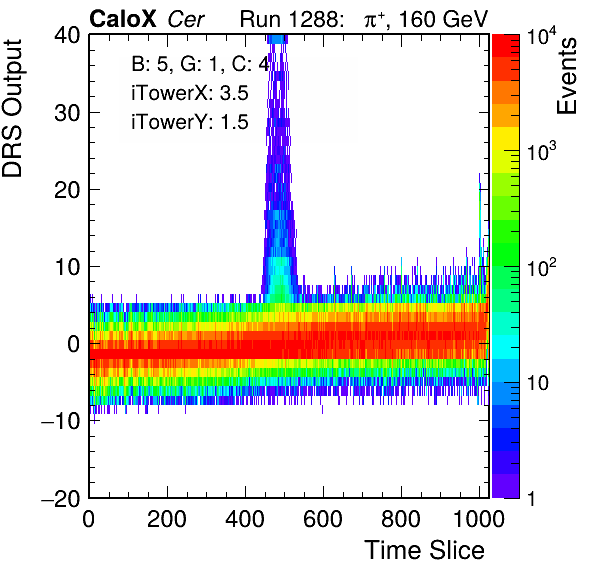 CaloX Cer Run 1288: π⁺, 160 GeV
B: 5, G: 1, C: 4
iTowerX: 3.5
iTowerY: 1.5
DRS Output
40
30
20
10
0
−10
−20
0 200 400 600 800 1000
Time Slice
Events
10⁴
10³
10²
10
1